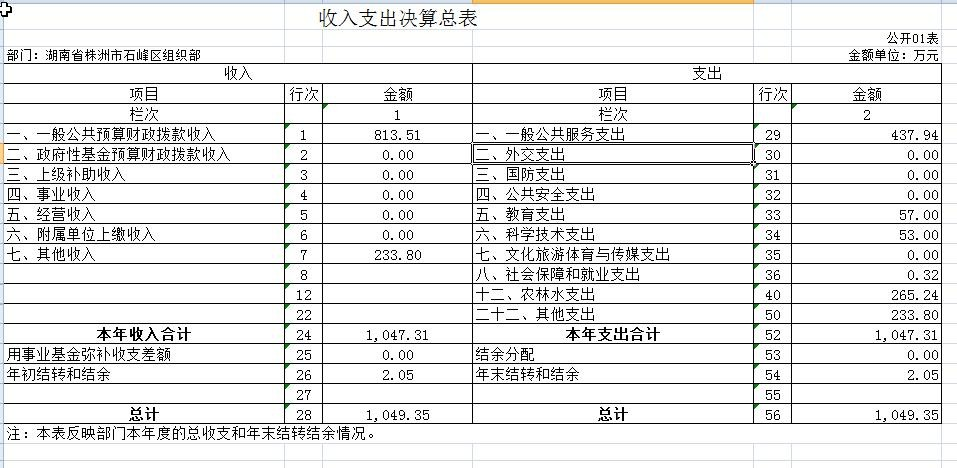 收入支出决算总表
公开01表
部门：湖南省株洲市石峰区组织部 金额单位：万元
收入 支出
项目 行次 金额 项目 行次 金额
栏次 1 栏次 2
一、一般公共预算财政拨款收入 1 813.51 一、一般公共服务支出 29 437.94
二、政府性基金预算财政拨款收入 2 0.00 二、外交支出 30 0.00
三、上级补助收入 3 0.00 三、国防支出 31 0.00
四、事业收入 4 0.00 四、公共安全支出 32 0.00
五、经营收入 5 0.00 五、教育支出 33 57.00
六、附属单位上缴收入 6 0.00 六、科学技术支出 34 53.00
七、其他收入 7 233.80 七、文化旅游体育与传媒支出 35 0.00
8 八、社会保障和就业支出 36 0.32
12 十二、农林水支出 40 265.24
22 二十二、其他支出 50 233.80
本年收入合计 24 1,047.31 本年支出合计 52 1,047.31
用事业基金弥补收支差额 25 0.00 结余分配 53 0.00
年初结转和结余 26 2.05 年末结转和结余 54 2.05
27 55
总计 28 1,049.35 总计 56 1,049.35
注：本表反映部门本年度的总收支和年末结转结余情况。